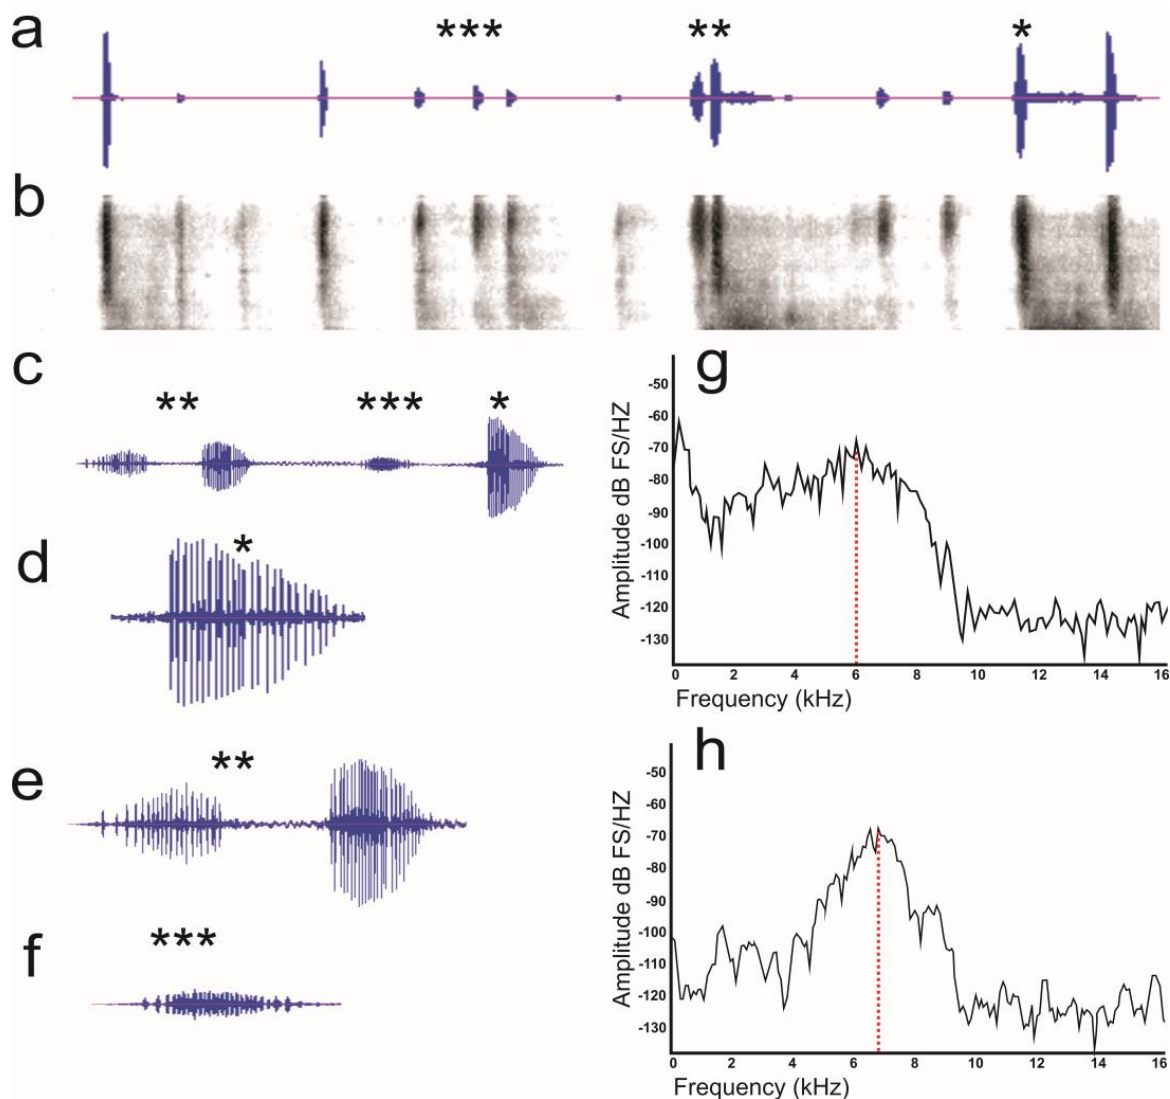 a
*** ** *
b
c
** *** *
d
*
e
**
f
***
g
-50
-60
-70
-80
-90
-100
-110
-120
-130
Amplitude dB FS/HZ
0 2 4 6 8 10 12 14 16
Frequency (kHz)
h
-50
-60
-70
-80
-90
-100
-110
-120
-130
Amplitude dB FS/HZ
0 2 4 6 8 10 12 14 16
Frequency (kHz)